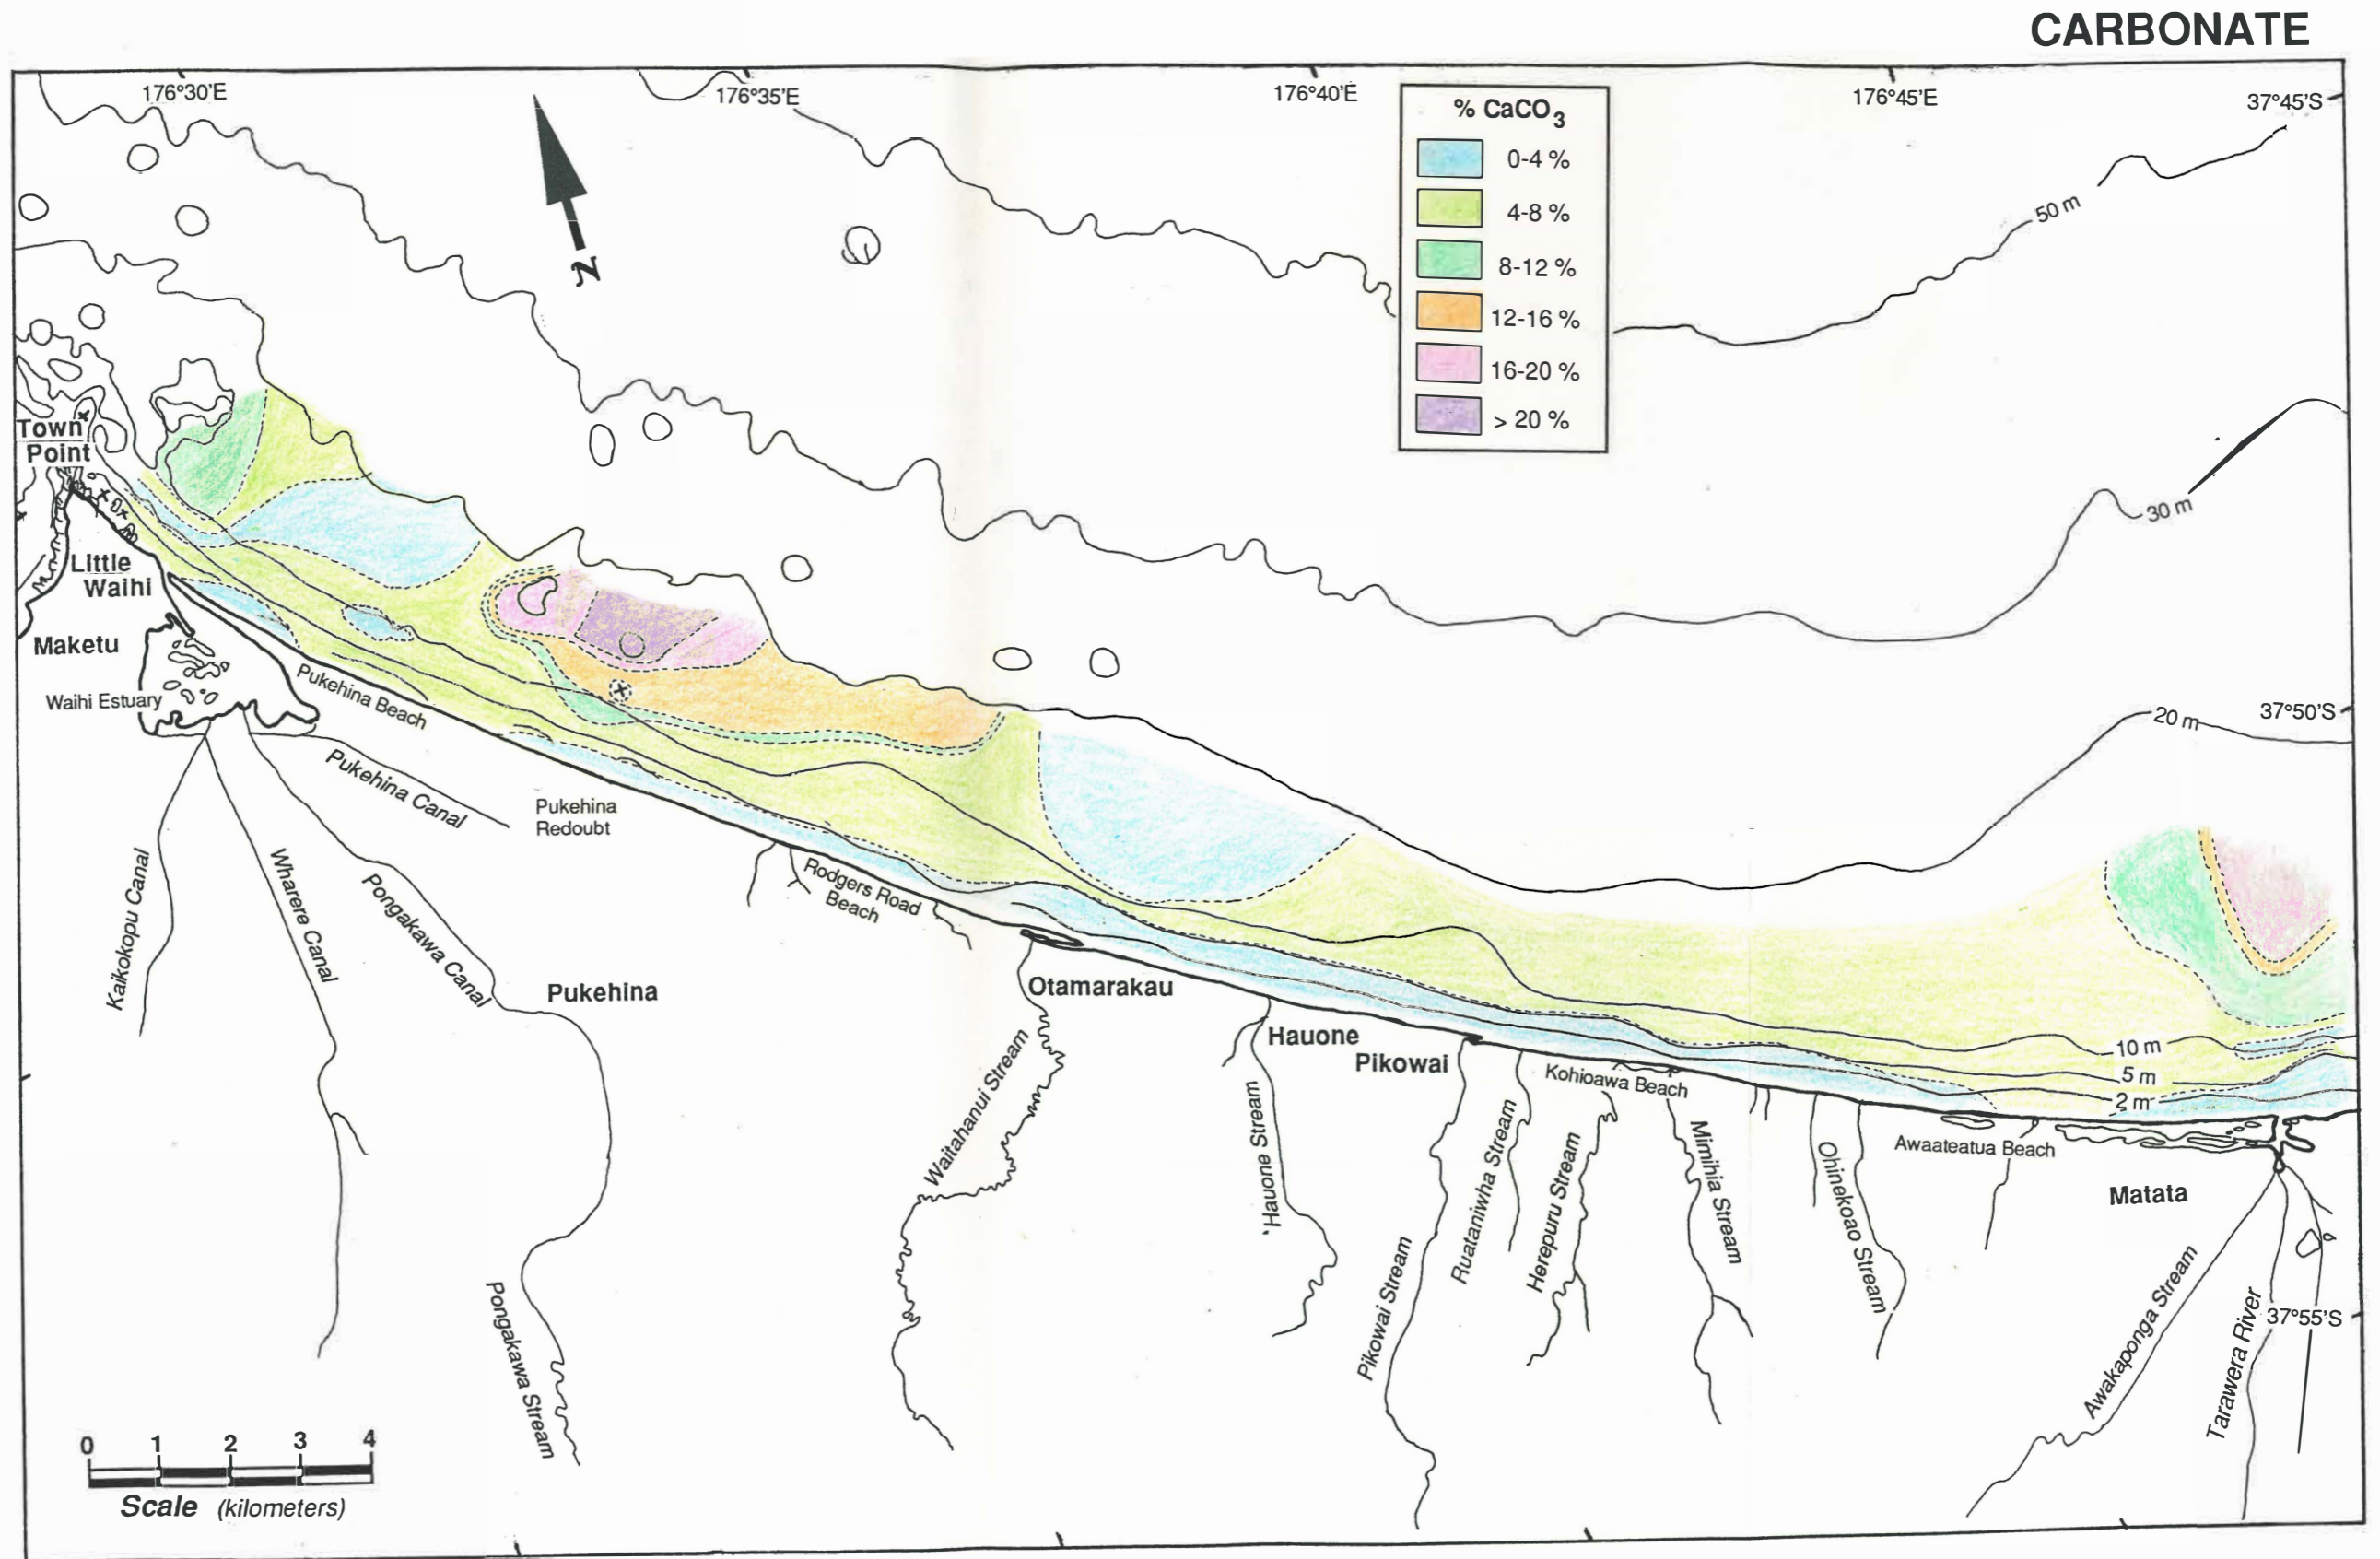 CARBONATE
176°30'E
176°35'E
176°40'E
176°45'E
37°45'S
% CaCO3
0-4 %
4-8 %
8-12 %
12-16 %
16-20 %
> 20 %
N
50 m
30 m
20 m
37°50'S
Town
Point
Little
Waihi
Maketu
Waihi Estuary
Pukehina Beach
Pukehina Canal
Pukehina
Redoubt
Kaikokopu Canal
Wharere Canal
Pongakawa Canal
Rodgers Road
Beach
Pukehina
Otamarakau
Hauone
Pikowai
Kohioawa Beach
10 m
5 m
2 m
Awaateatua Beach
Matata
Waitahanui Stream
Hauone Stream
Pikowai Stream
Ruataniwha Stream
Herepuru Stream
Mimihia Stream
Ohinekoao Stream
Awakaponga Stream
Tarawera River
37°55'S
Pongakawa Stream
0 1 2 3 4
Scale (kilometers)